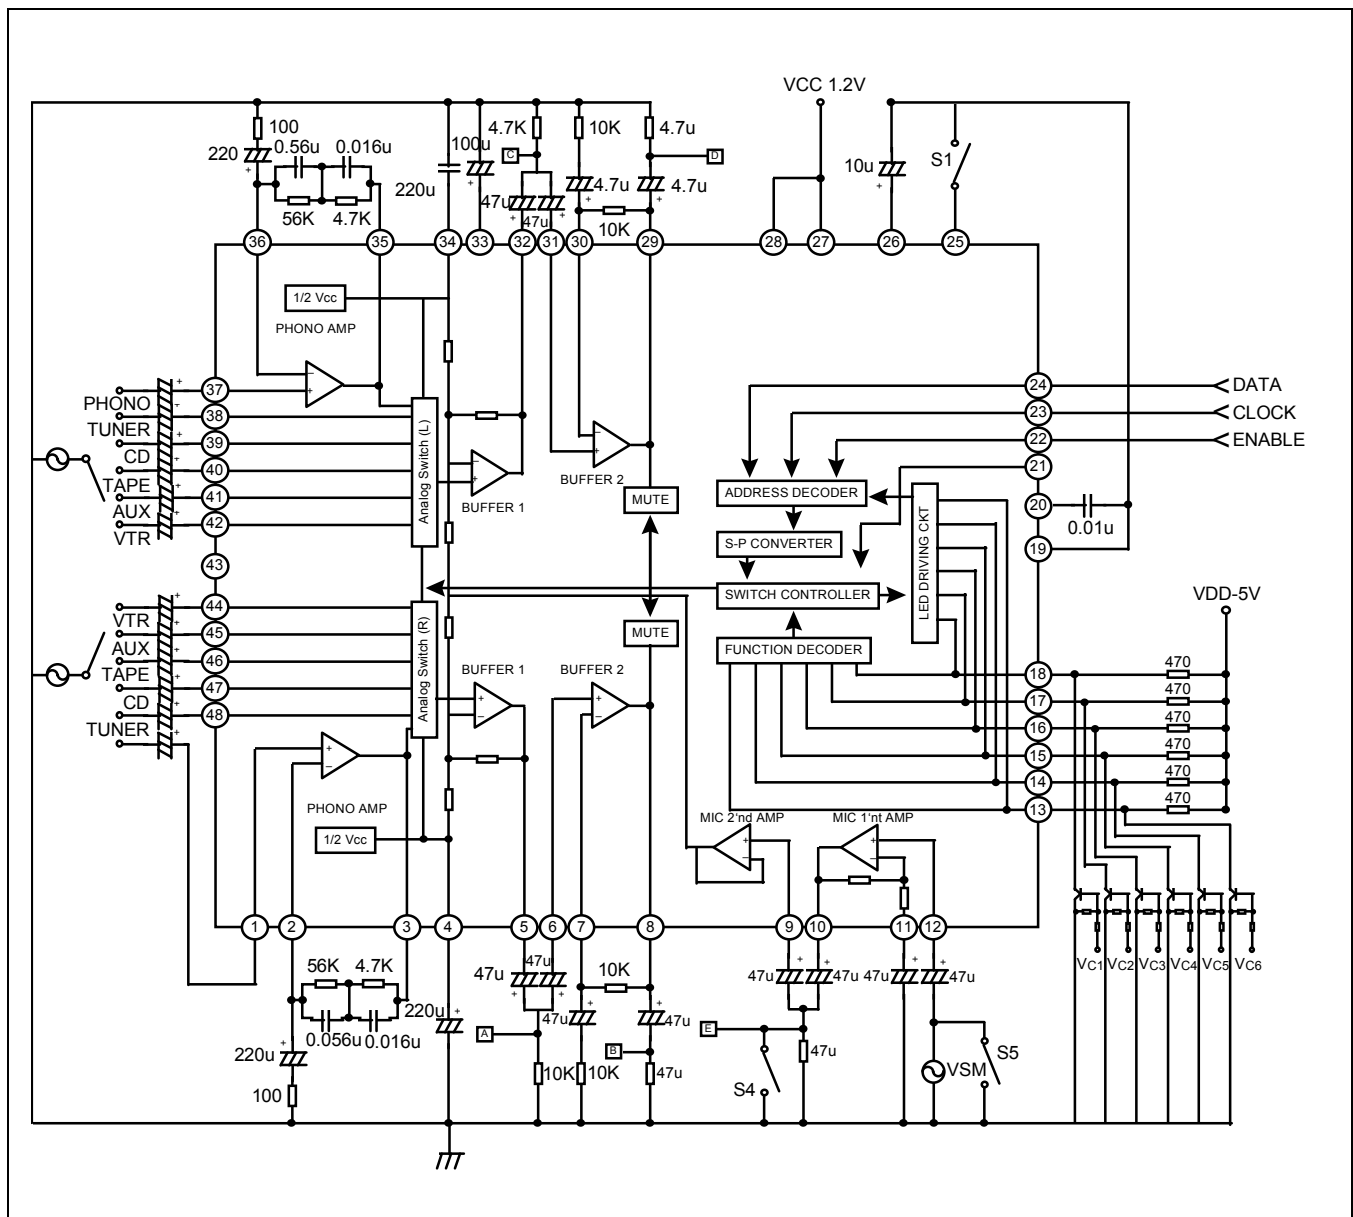 VCC 1.2V
100
220
+
0.56u
0.016u
56K
4.7K
100u
220u
+
4.7K
C
47u
+
47u
+
10K
4.7u
+
10K
4.7u
D
4.7u
+
10u
+
S1
36
35
34
33
32
31
30
29
28
27
26
25
1/2 Vcc
PHONO AMP
−
+
Analog Switch (L)
−
+
BUFFER 1
−
+
BUFFER 2
MUTE
+
37
PHONO
38
TUNER
+
39
CD
40
+
TAPE
41
+
AUX
42
VTR
43
+
44
VTR
45
AUX
+
46
TAPE
47
+
CD
48
TUNER
+
24
DATA
23
CLOCK
22
ENABLE
21
20
0.01u
19
ADDRESS DECODER
S-P CONVERTER
SWITCH CONTROLLER
FUNCTION DECODER
LED DRIVING CKT
MUTE
Analog Switch (R)
BUFFER 1
+
−
BUFFER 2
+
−
PHONO AMP
+
−
1/2 Vcc
MIC 2'nd AMP
+
−
MIC 1'nt AMP
+
−
VDD-5V
18
470
17
470
16
470
15
470
14
470
13
470
VC1
VC2
VC3
VC4
VC5
VC6
1
2
3
4
5
6
7
8
9
10
11
12
56K
4.7K
0.056u
0.016u
220u
+
100
220u
+
47u
+
47u
+
A
10K
47u
+
10K
10K
47u
+
B
47u
47u
+
47u
+
E
S4
47u
47u
+
47u
+
VSM
S5